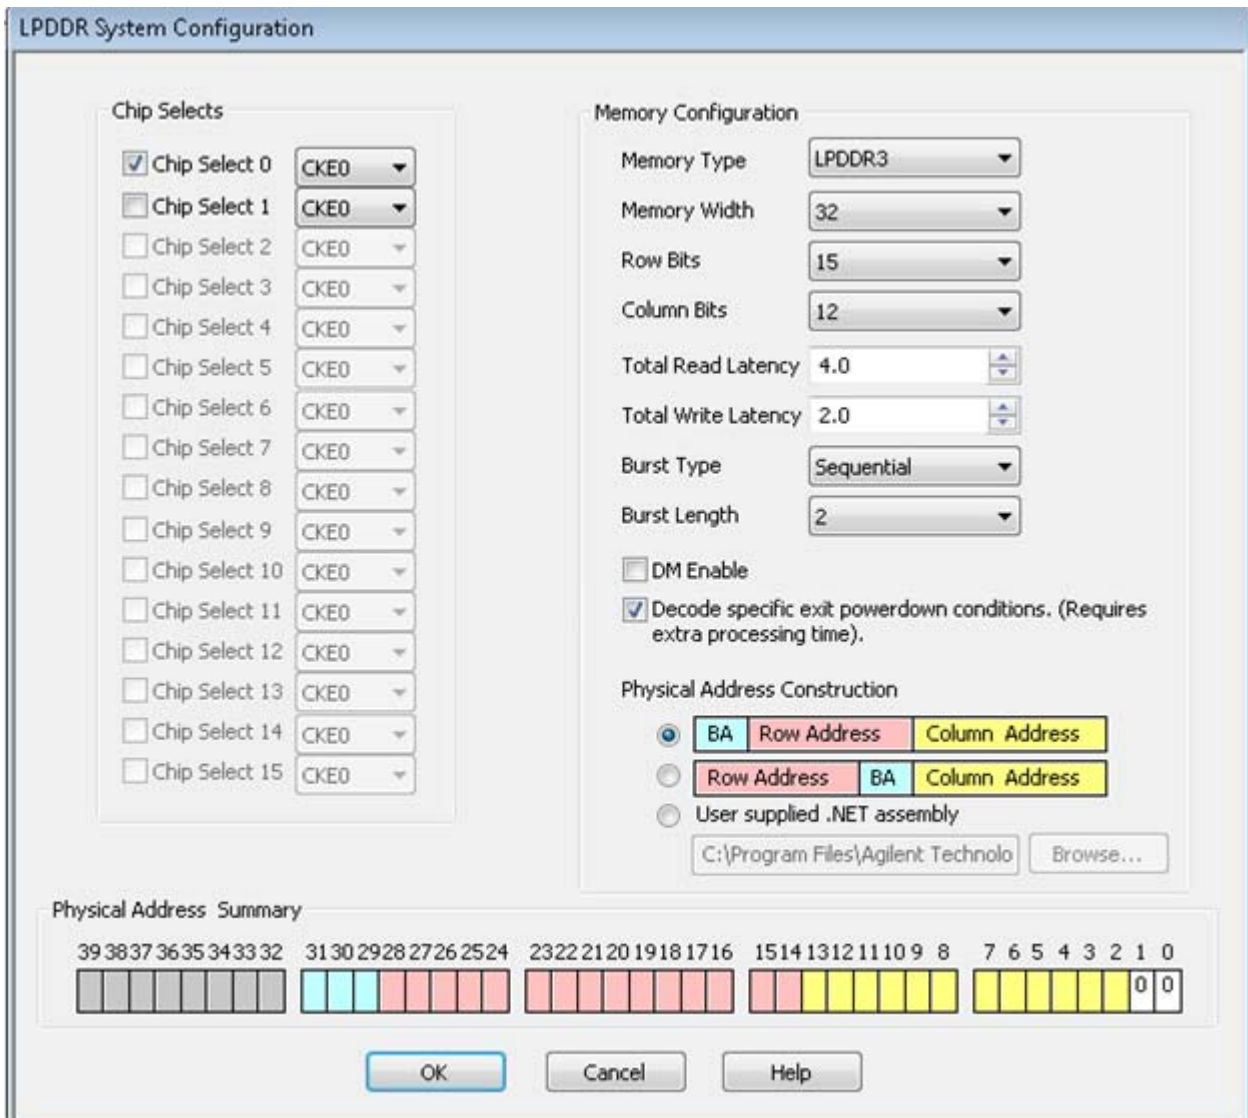 LPDDR System Configuration
Chip Selects
Chip Select 0 CKE0
Chip Select 1 CKE0
Chip Select 2 CKE0
Chip Select 3 CKE0
Chip Select 4 CKE0
Chip Select 5 CKE0
Chip Select 6 CKE0
Chip Select 7 CKE0
Chip Select 8 CKE0
Chip Select 9 CKE0
Chip Select 10 CKE0
Chip Select 11 CKE0
Chip Select 12 CKE0
Chip Select 13 CKE0
Chip Select 14 CKE0
Chip Select 15 CKE0
Memory Configuration
Memory Type LPDDR3
Memory Width 32
Row Bits 15
Column Bits 12
Total Read Latency 4.0
Total Write Latency 2.0
Burst Type Sequential
Burst Length 2
DM Enable
Decode specific exit powerdown conditions. (Requires
extra processing time).
Physical Address Construction
BA Row Address Column Address
Row Address BA Column Address
User supplied .NET assembly
C:\Program Files\Agilent Technolo Browse...
Physical Address Summary
39 38 37 36 35 34 33 32 31 30 29 28 27 26 25 24 23 22 21 20 19 18 17 16 15 14 13 12 11 10 9 8 7 6 5 4 3 2 1 0
0 0
OK Cancel Help